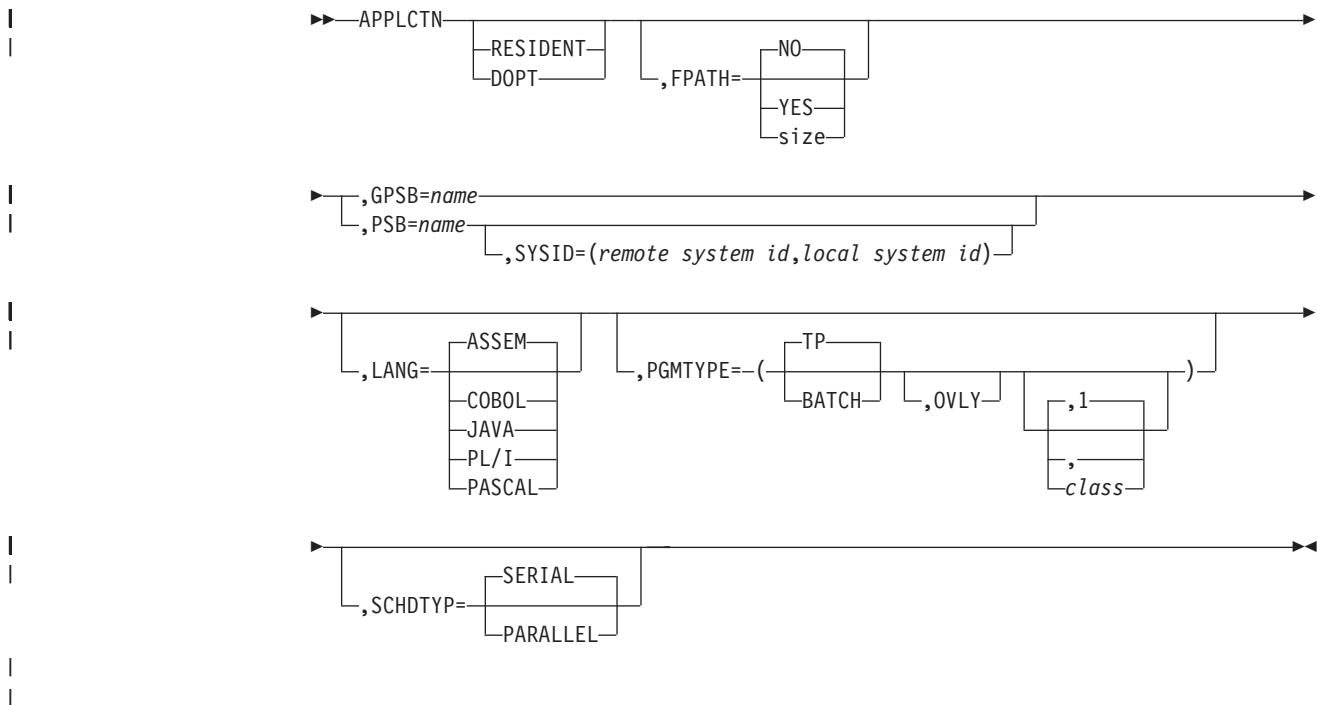 APPLCTN
RESIDENT
DOPT
,FPATH=
NO
YES
size
,GPSB=name
,PSB=name
,SYSID=(remote system id,local system id)
,LANG=
ASSEM
COBOL
JAVA
PL/I
PASCAL
,PGMTYPE=(
TP
BATCH
,OVLY
,1
,
class
)
,SCHDTYP=
SERIAL
PARALLEL